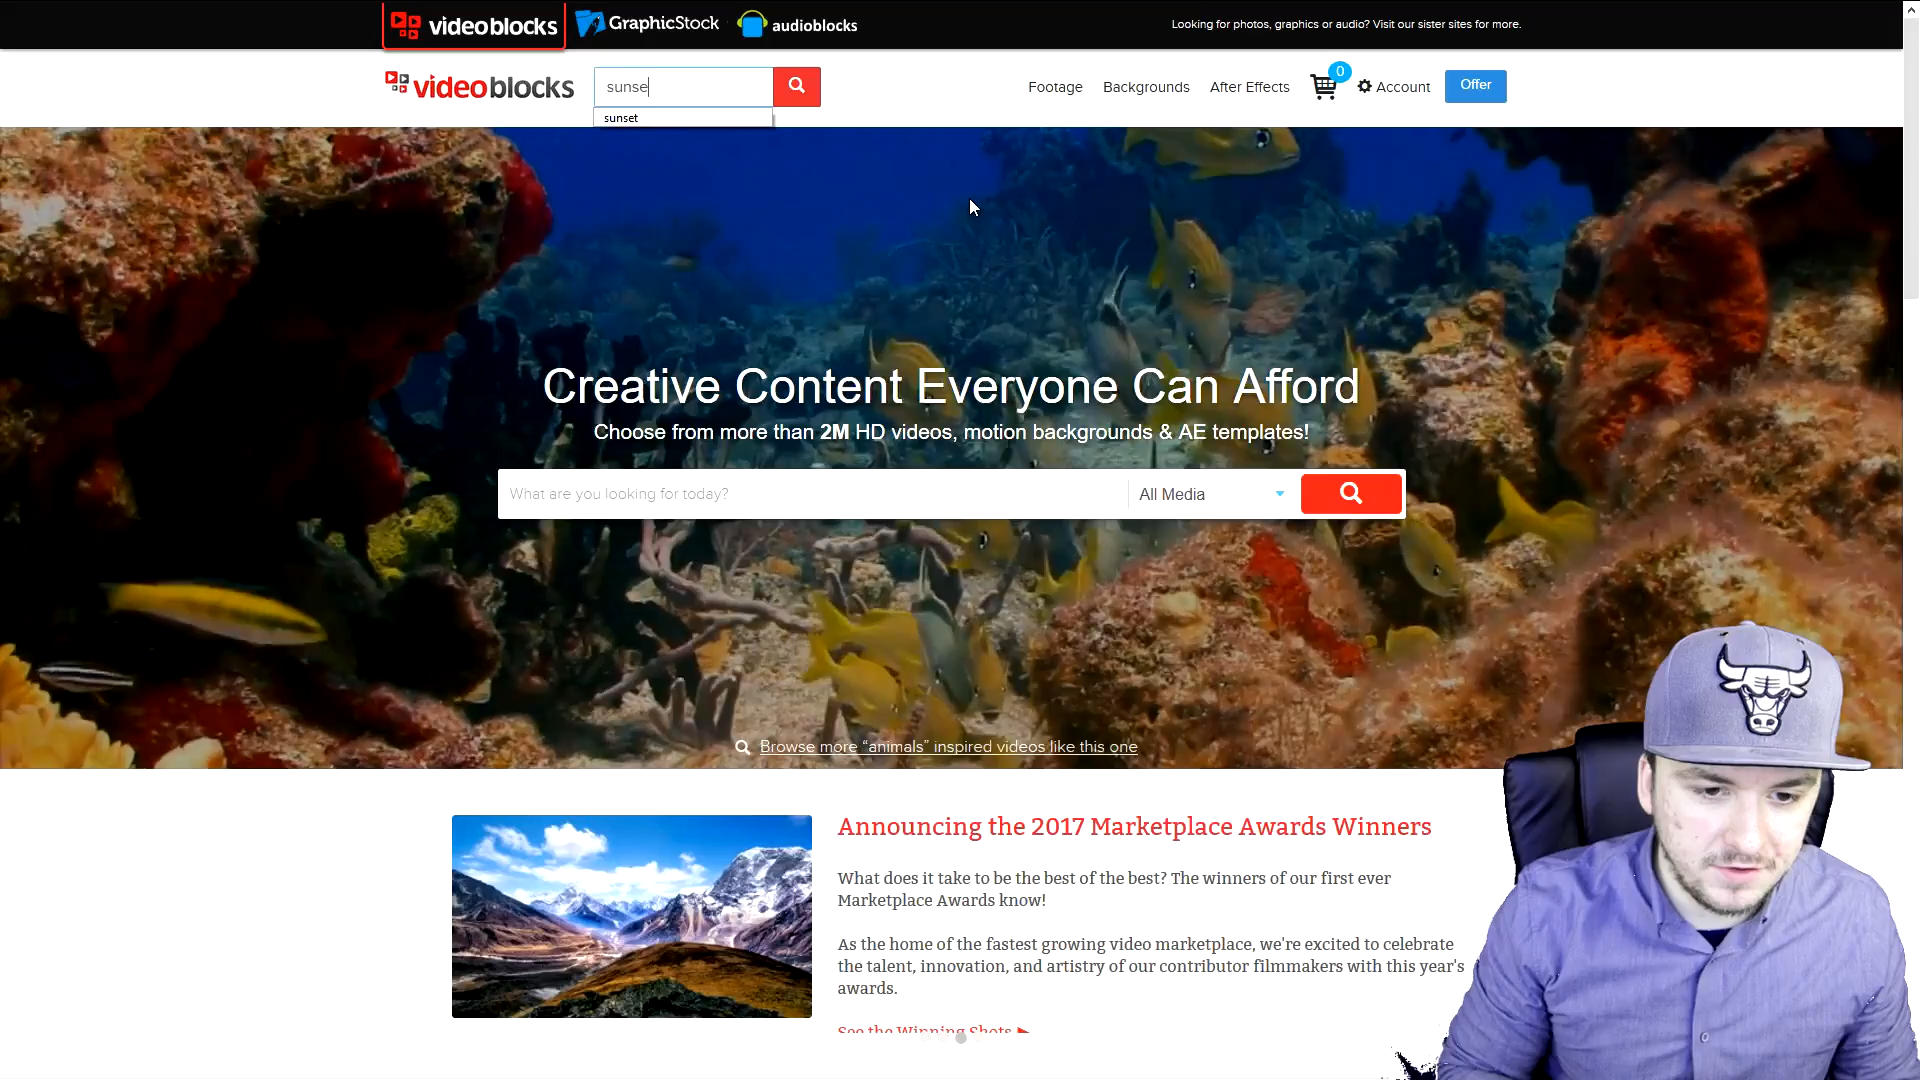 videoblocks
GraphicStock
audioblocks
Looking for photos, graphics or audio? Visit our sister sites for more.
videoblocks
sunse
sunset
Footage
Backgrounds
After Effects
0
Account
Offer
Creative Content Everyone Can Afford
Choose from more than 2M HD videos, motion backgrounds & AE templates!
What are you looking for today?
All Media
Browse more “animals” inspired videos like this one
Announcing the 2017 Marketplace Awards Winners
What does it take to be the best of the best? The winners of our first ever
Marketplace Awards know!
As the home of the fastest growing video marketplace, we're excited to celebrate
the talent, innovation, and artistry of our contributor filmmakers with this year's
awards.
See the Winning Shots